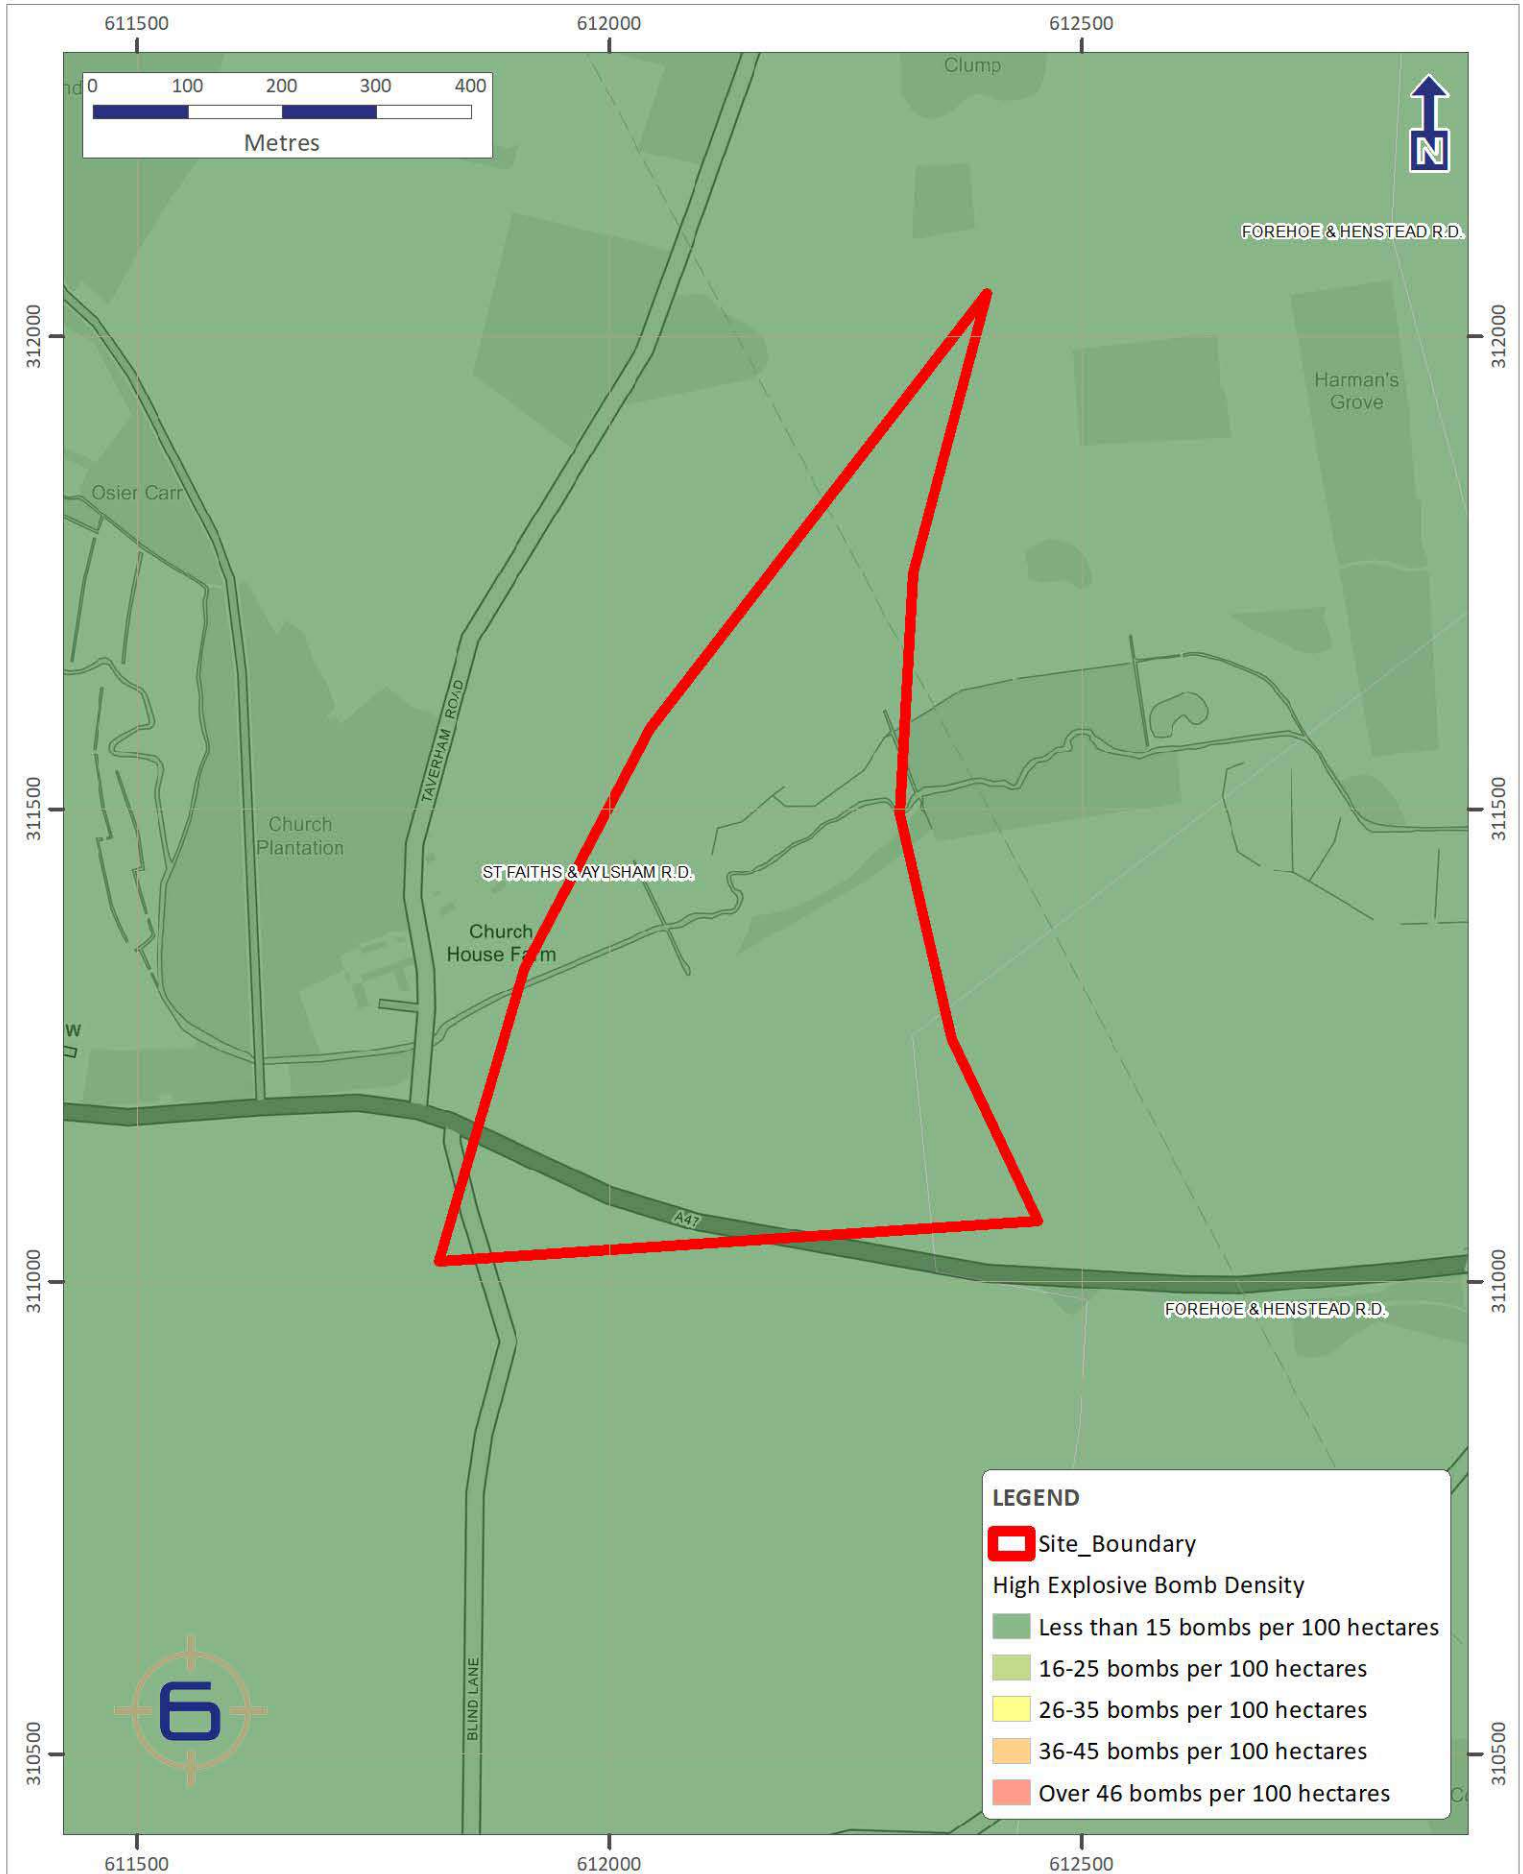 611500
612000
612500
0
100
200
300
400
Metres
nd
Clump
N
FOREHOE & HENSTEAD R.D.
312000
312000
Harman's
Grove
Osier Carr
TAVERHAM ROAD
311500
311500
Church
Plantation
ST FAITHS & AYLSHAM R.D.
Church
House Farm
W
A47
311000
311000
FOREHOE & HENSTEAD R.D.
BLIND LANE
LEGEND
Site_Boundary
High Explosive Bomb Density
Less than 15 bombs per 100 hectares
16-25 bombs per 100 hectares
26-35 bombs per 100 hectares
36-45 bombs per 100 hectares
Over 46 bombs per 100 hectares
6
310500
310500
611500
612000
612500